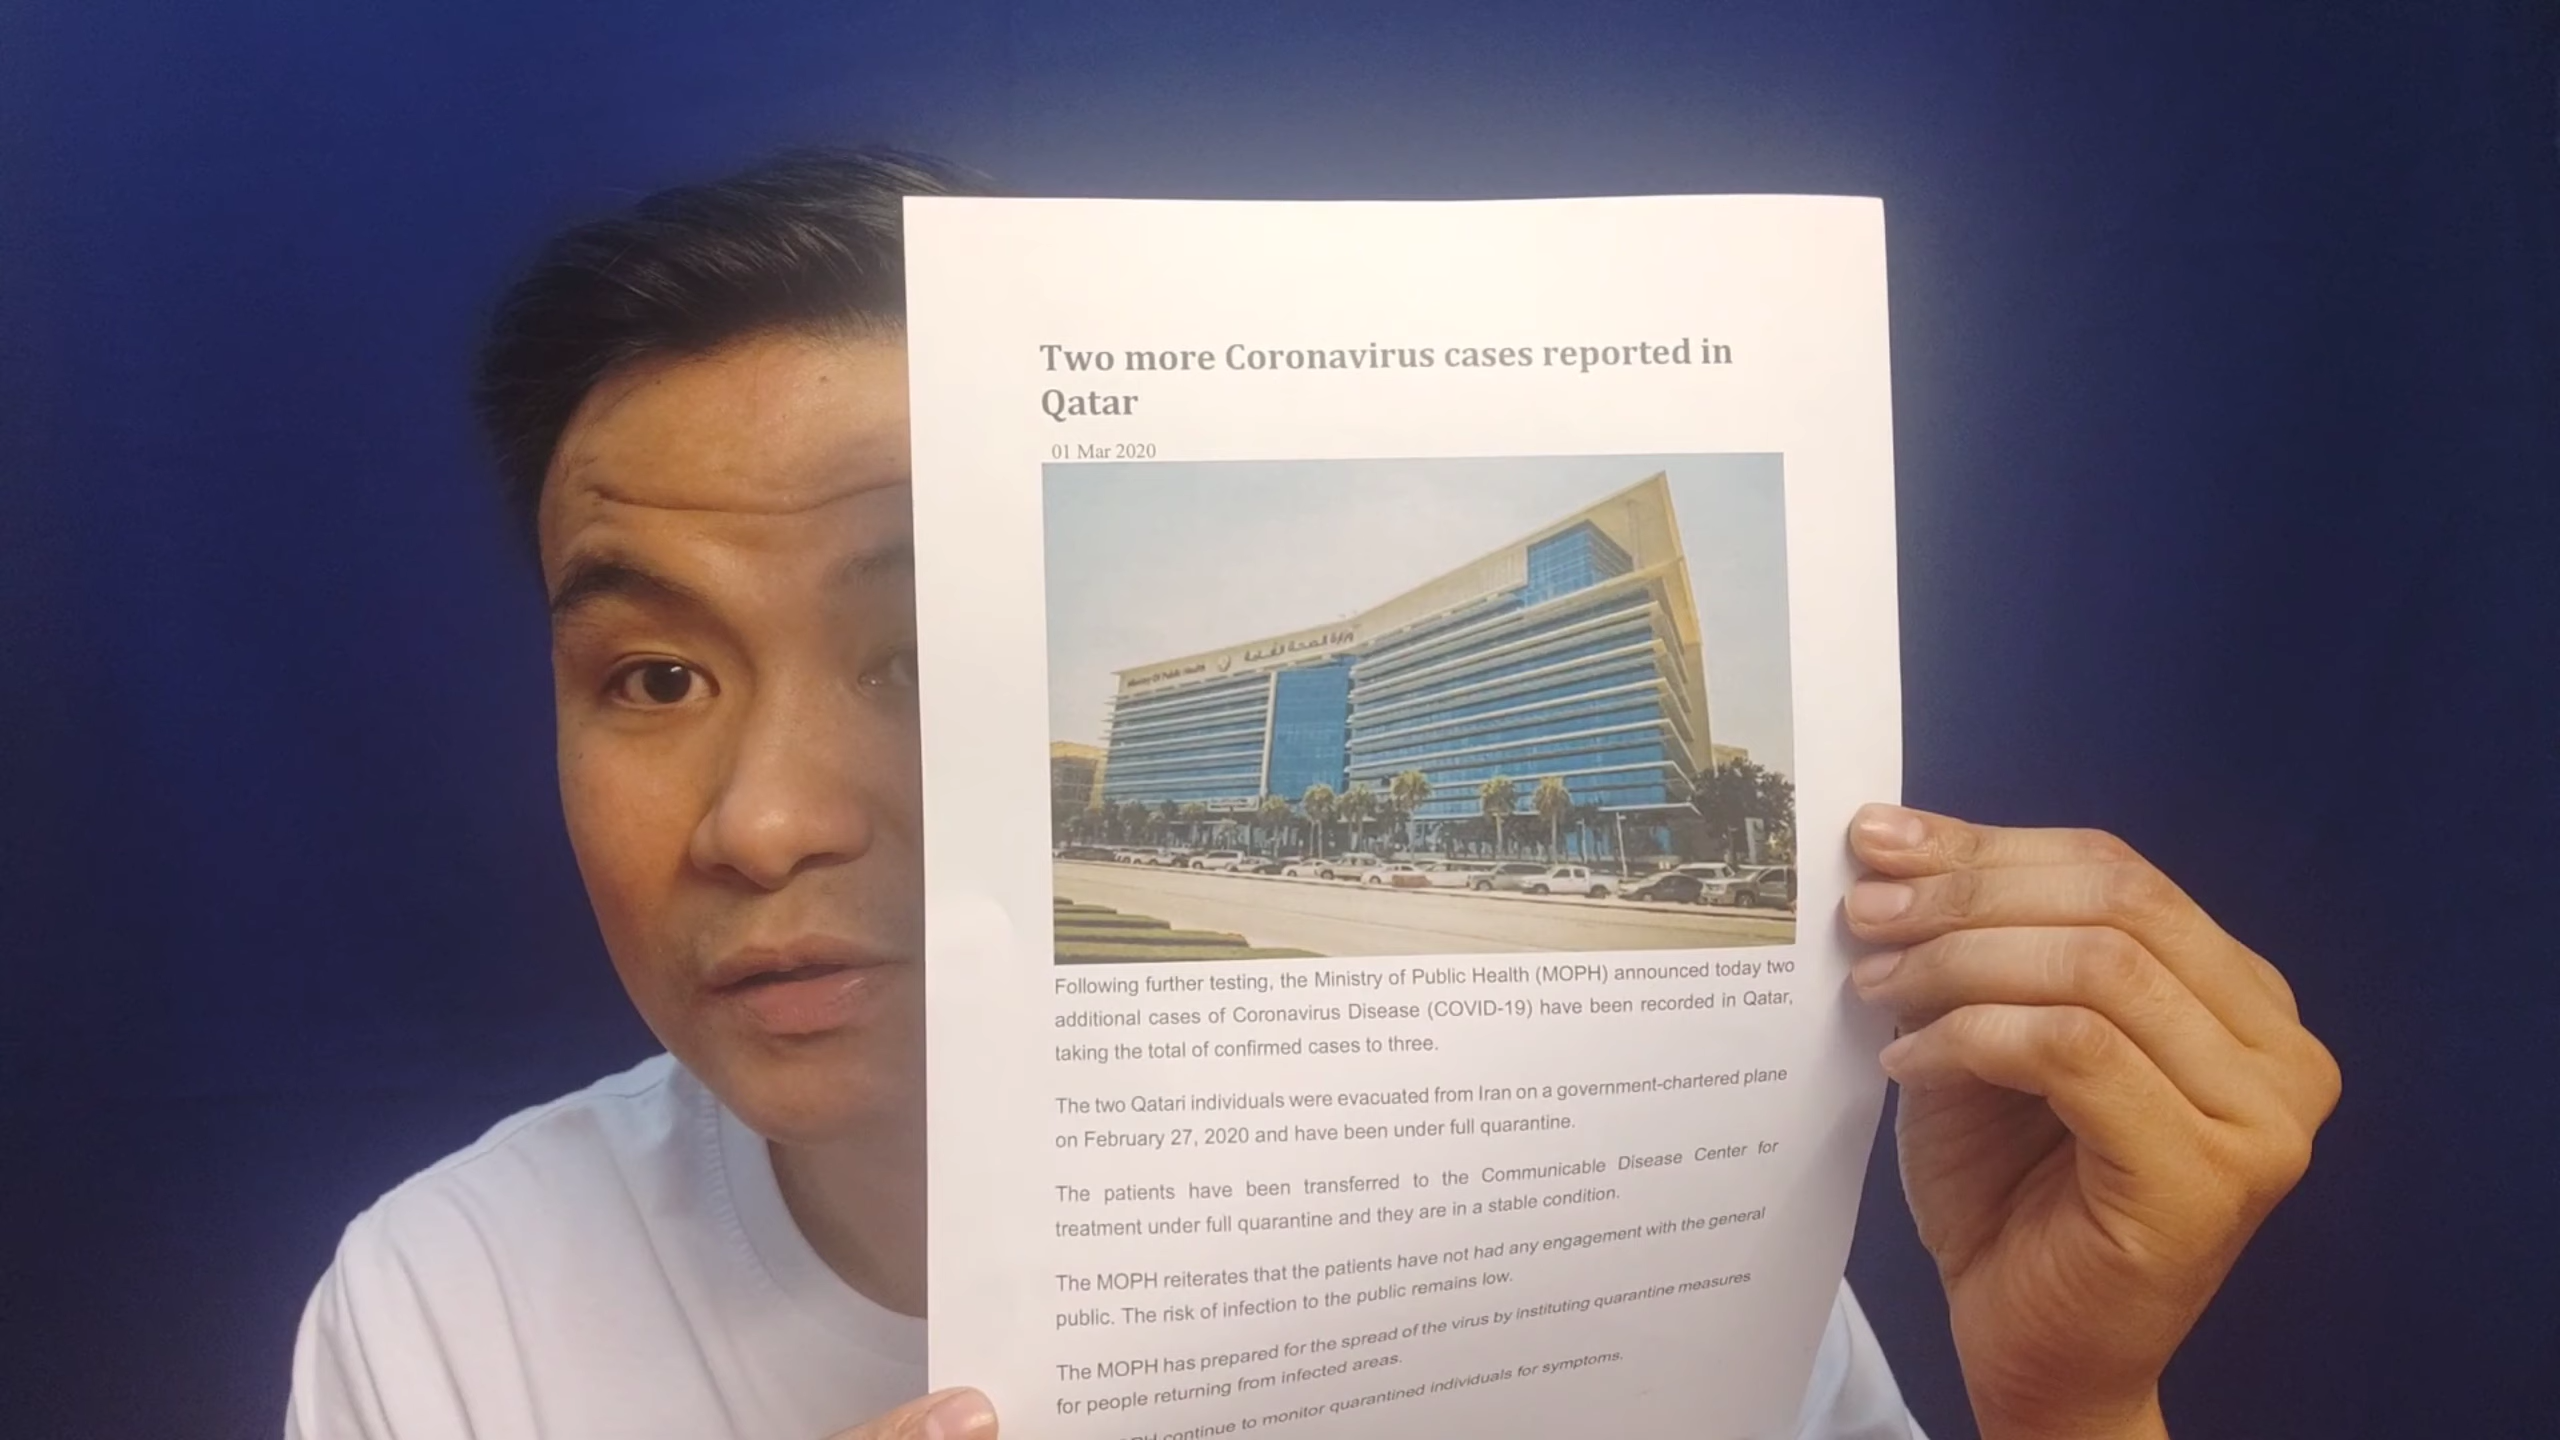 Two more Coronavirus cases reported in
Qatar
01 Mar 2020
Ministry Of Public Health وزارة الصحة العامة
Following further testing, the Ministry of Public Health (MOPH) announced today two
additional cases of Coronavirus Disease (COVID-19) have been recorded in Qatar,
taking the total of confirmed cases to three.
The two Qatari individuals were evacuated from Iran on a government-chartered plane
on February 27, 2020 and have been under full quarantine.
The patients have been transferred to the Communicable Disease Center for
treatment under full quarantine and they are in a stable condition.
The MOPH reiterates that the patients have not had any engagement with the general
public. The risk of infection to the public remains low.
The MOPH has prepared for the spread of the virus by instituting quarantine measures
for people returning from infected areas.
continue to monitor quarantined individuals for symptoms.